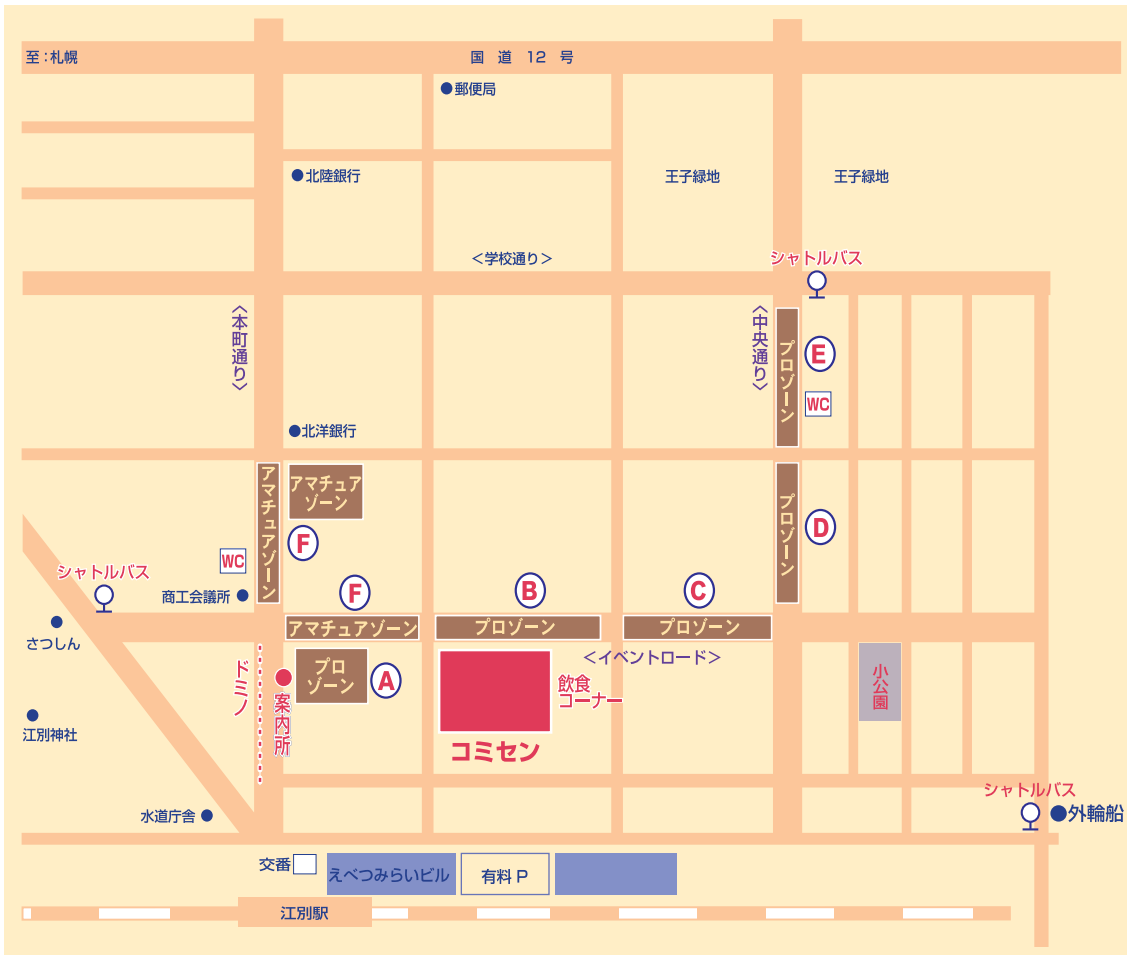 至:札幌
国 道 12 号
郵便局
北陸銀行
王子緑地
王子緑地
＜学校通り＞
シャトルバス
〈本町通り〉
〈中央通り〉
プロゾーン
E
WC
北洋銀行
アマチュアゾーン
アマチュア
ゾーン
プロゾーン
D
F
WC
シャトルバス
商工会議所
F
B
C
さつしん
アマチュアゾーン
プロゾーン
プロゾーン
＜イベントロード＞
ドミノ
案内所
プロ
ゾーン
A
飲食
コーナー
小公園
江別神社
コミセン
シャトルバス
水道庁舎
外輪船
交番
えべつみらいビル
有料 P
江別駅